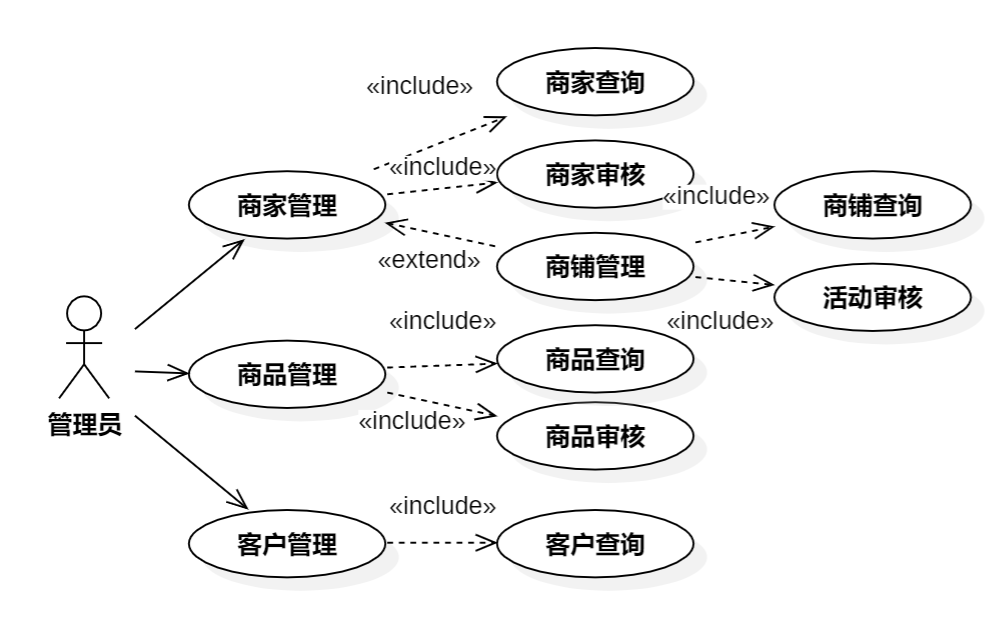 «include»
商家查询
«include»
商家审核
商家管理
«include»
商铺查询
«extend»
商铺管理
活动审核
«include»
«include»
商品查询
商品管理
«include»
商品审核
管理员
«include»
客户管理
客户查询